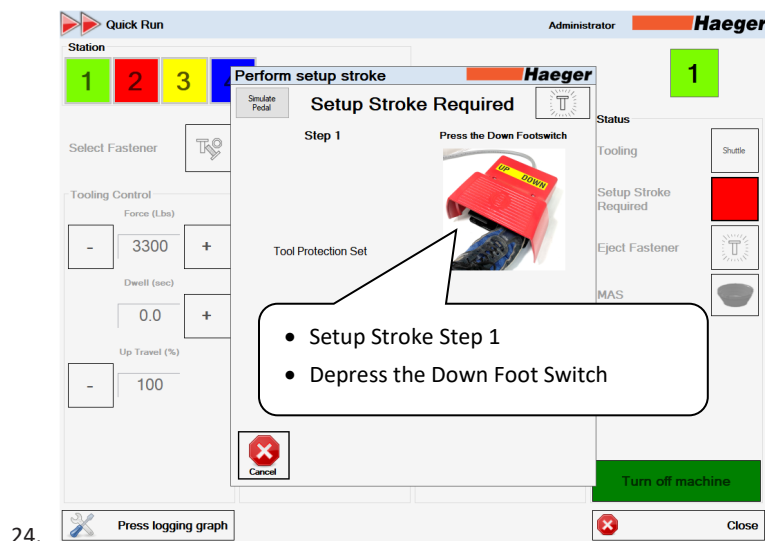 Quick Run
Administrator
Haeger
Station
1
2
3
Perform setup stroke
Haeger
Simulate
Pedal
Setup Stroke Required
1
Step 1
Press the Down Footswitch
UP DOWN
Tool Protection Set
Select Fastener
Tooling Control
Force (Lbs)
- 3300 +
Dwell (sec)
0.0 +
Up Travel (%)
- 100
Status
Tooling
Shuttle
Setup Stroke
Required
Eject Fastener
MAS
• Setup Stroke Step 1
• Depress the Down Foot Switch
Cancel
Turn off machine
24.
Press logging graph
Close